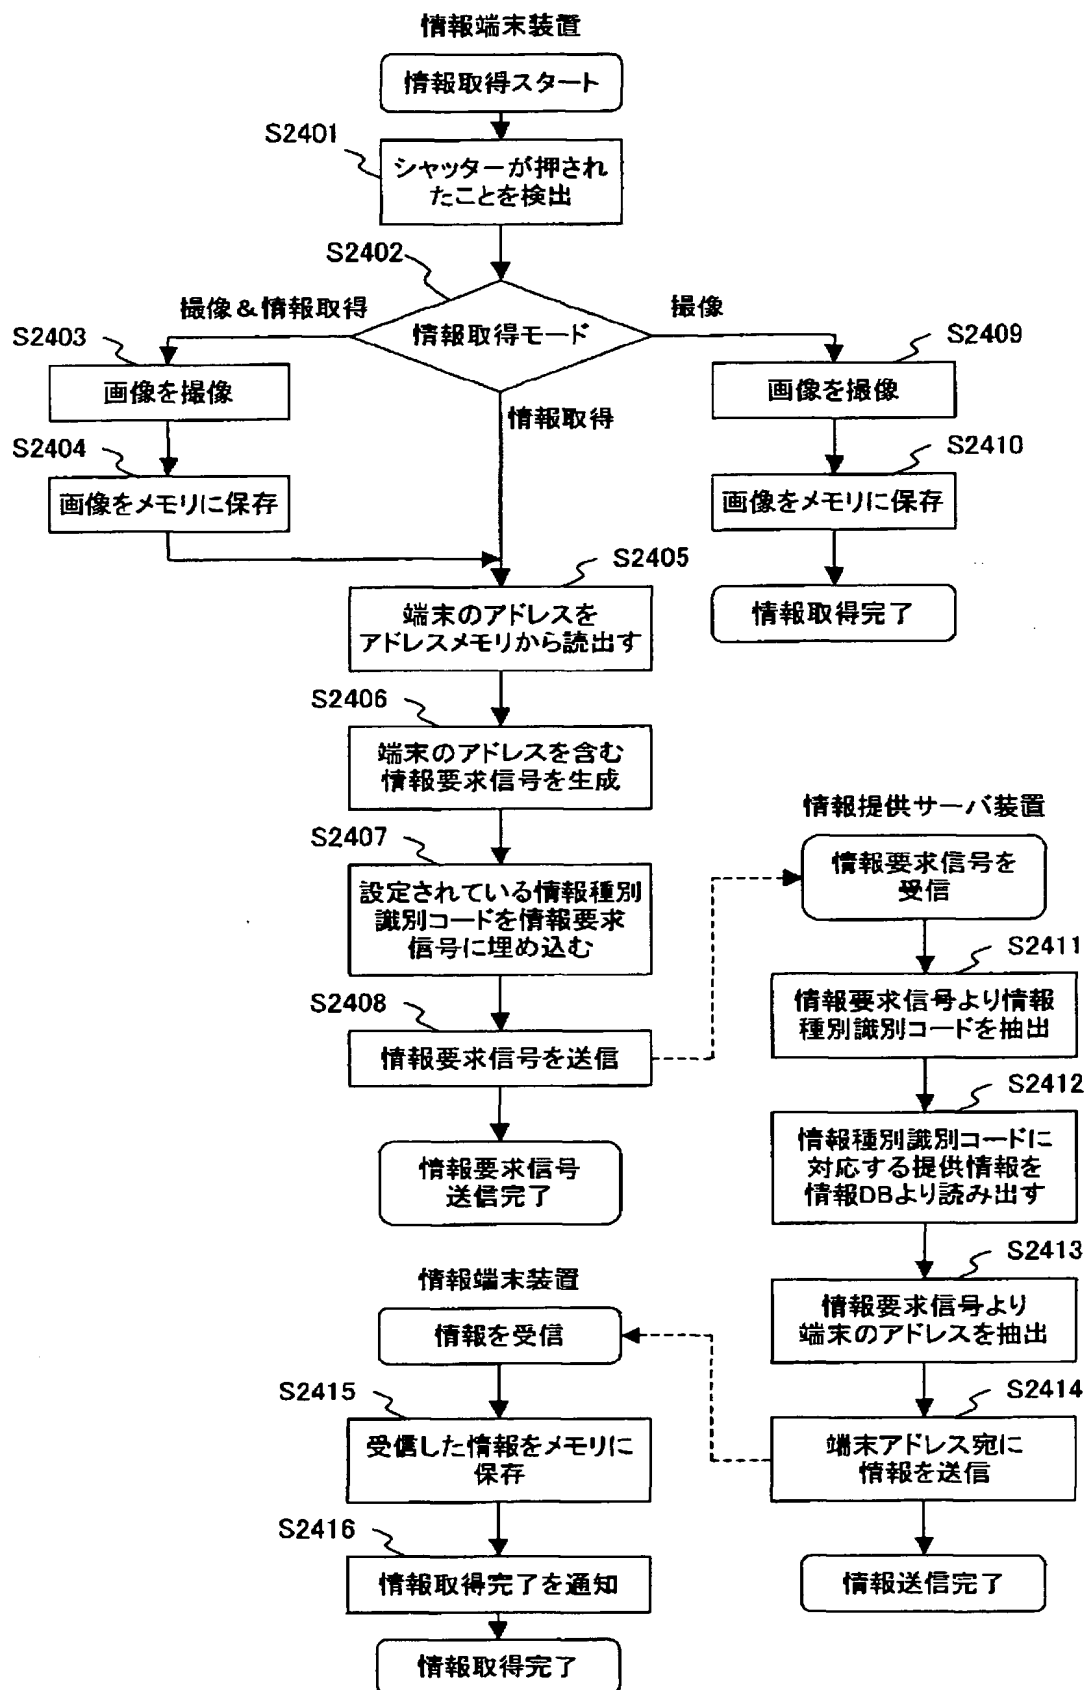 情報端末装置
情報取得スタート
S2401
シャッターが押され
たことを検出
S2402
撮像＆情報取得
情報取得モード
撮像
情報取得
S2403
画像を撮像
S2404
画像をメモリに保存
S2409
画像を撮像
S2410
画像をメモリに保存
情報取得完了
S2405
端末のアドレスを
アドレスメモリから読出す
S2406
端末のアドレスを含む
情報要求信号を生成
S2407
設定されている情報種別
識別コードを情報要求
信号に埋め込む
S2408
情報要求信号を送信
情報要求信号
送信完了
情報提供サーバ装置
情報要求信号を
受信
S2411
情報要求信号より情報
種別識別コードを抽出
S2412
情報種別識別コードに
対応する提供情報を
情報DBより読み出す
S2413
情報要求信号より
端末のアドレスを抽出
S2414
端末アドレス宛に
情報を送信
情報送信完了
情報端末装置
情報を受信
S2415
受信した情報をメモリに
保存
S2416
情報取得完了を通知
情報取得完了